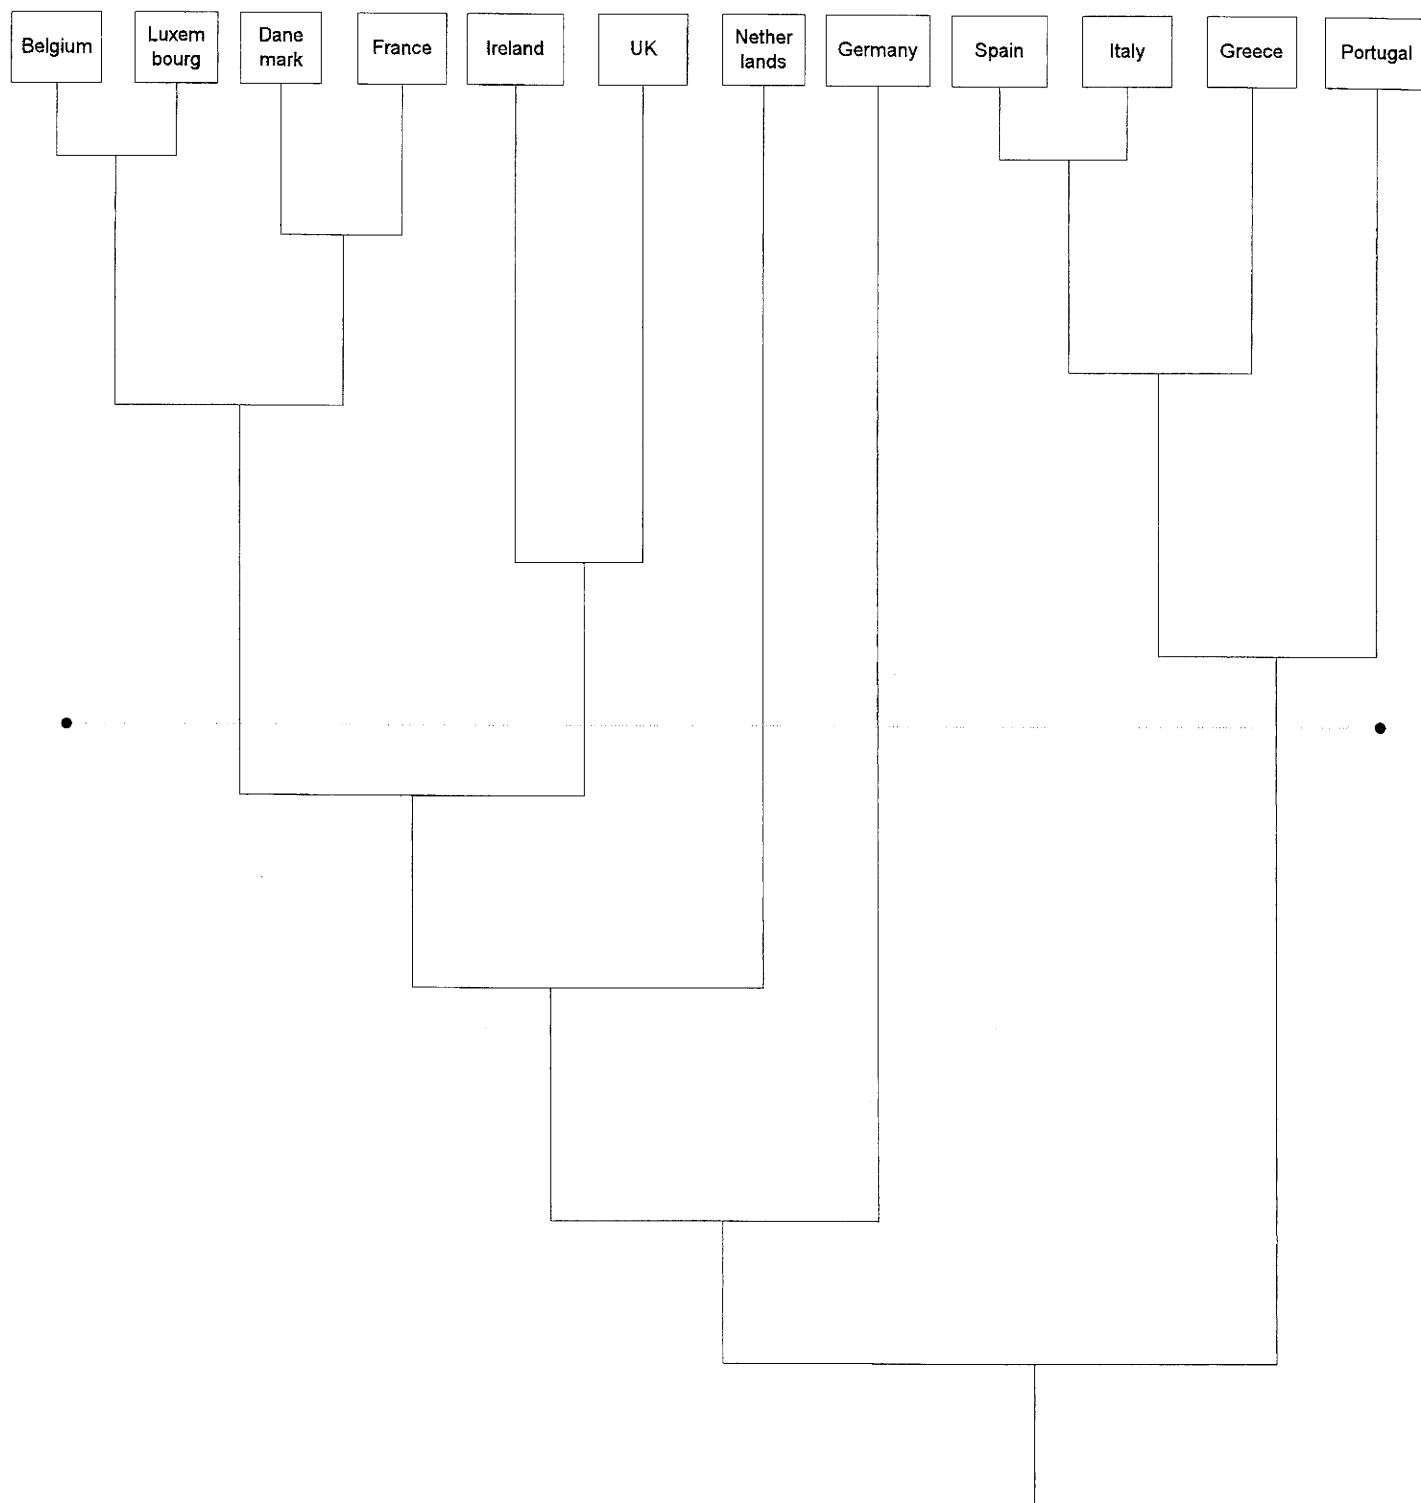 Belgium
Luxem
bourg
Dane
mark
France
Ireland
UK
Nether
lands
Germany
Spain
Italy
Greece
Portugal